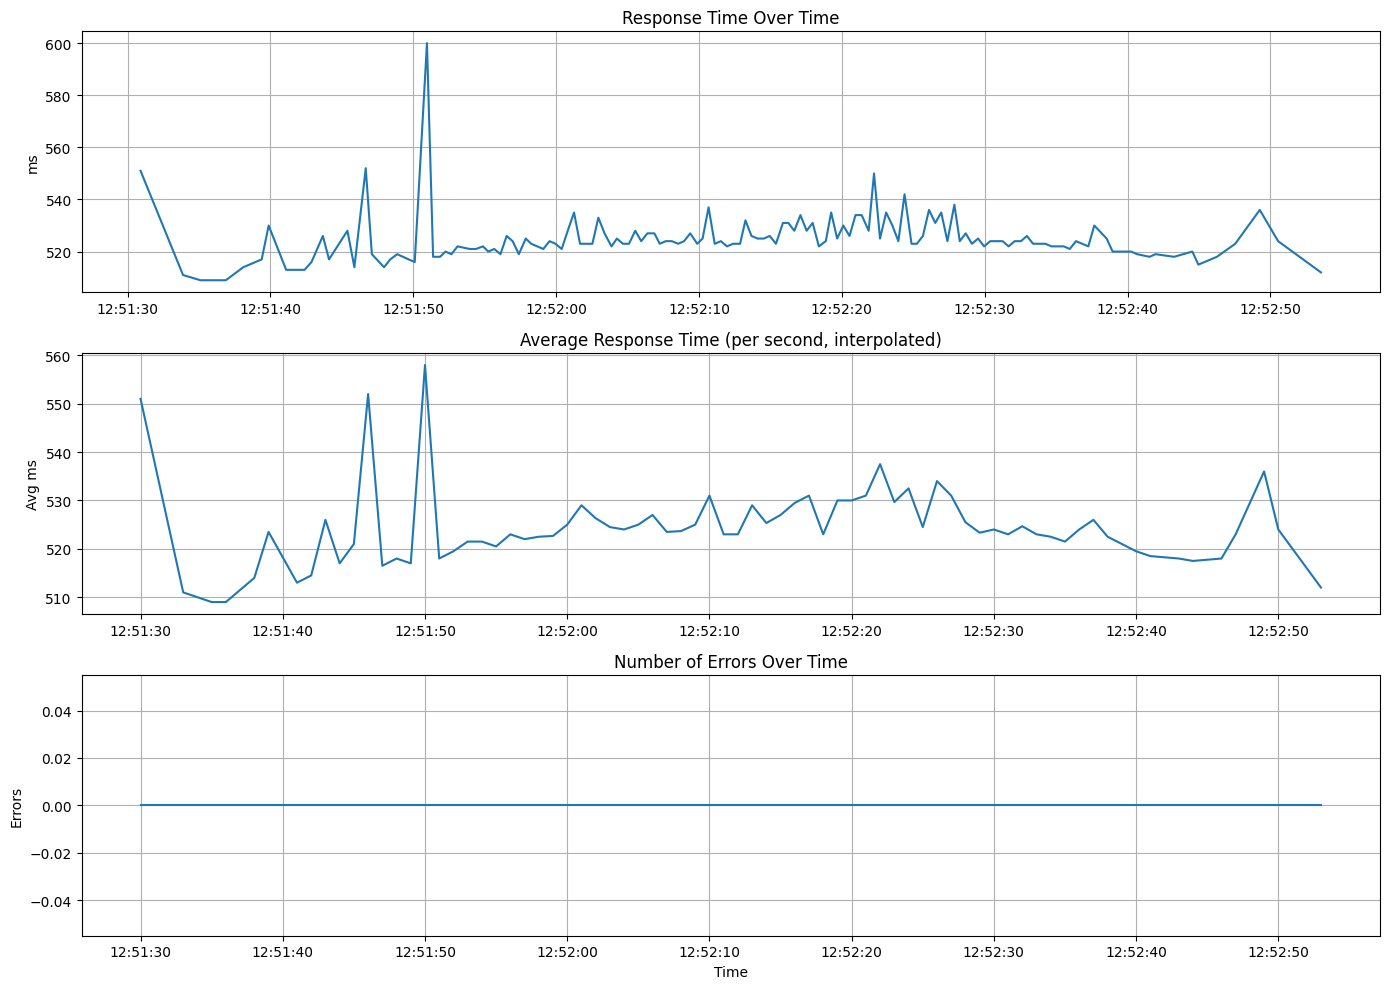 Response Time Over Time
600
580
560
540
520
ms
12:51:30 12:51:40 12:51:50 12:52:00 12:52:10 12:52:20 12:52:30 12:52:40 12:52:50
Average Response Time (per second, interpolated)
560
550
540
530
520
510
Avg ms
12:51:30 12:51:40 12:51:50 12:52:00 12:52:10 12:52:20 12:52:30 12:52:40 12:52:50
Number of Errors Over Time
0.04
0.02
0.00
−0.02
−0.04
Errors
12:51:30 12:51:40 12:51:50 12:52:00 12:52:10 12:52:20 12:52:30 12:52:40 12:52:50
Time